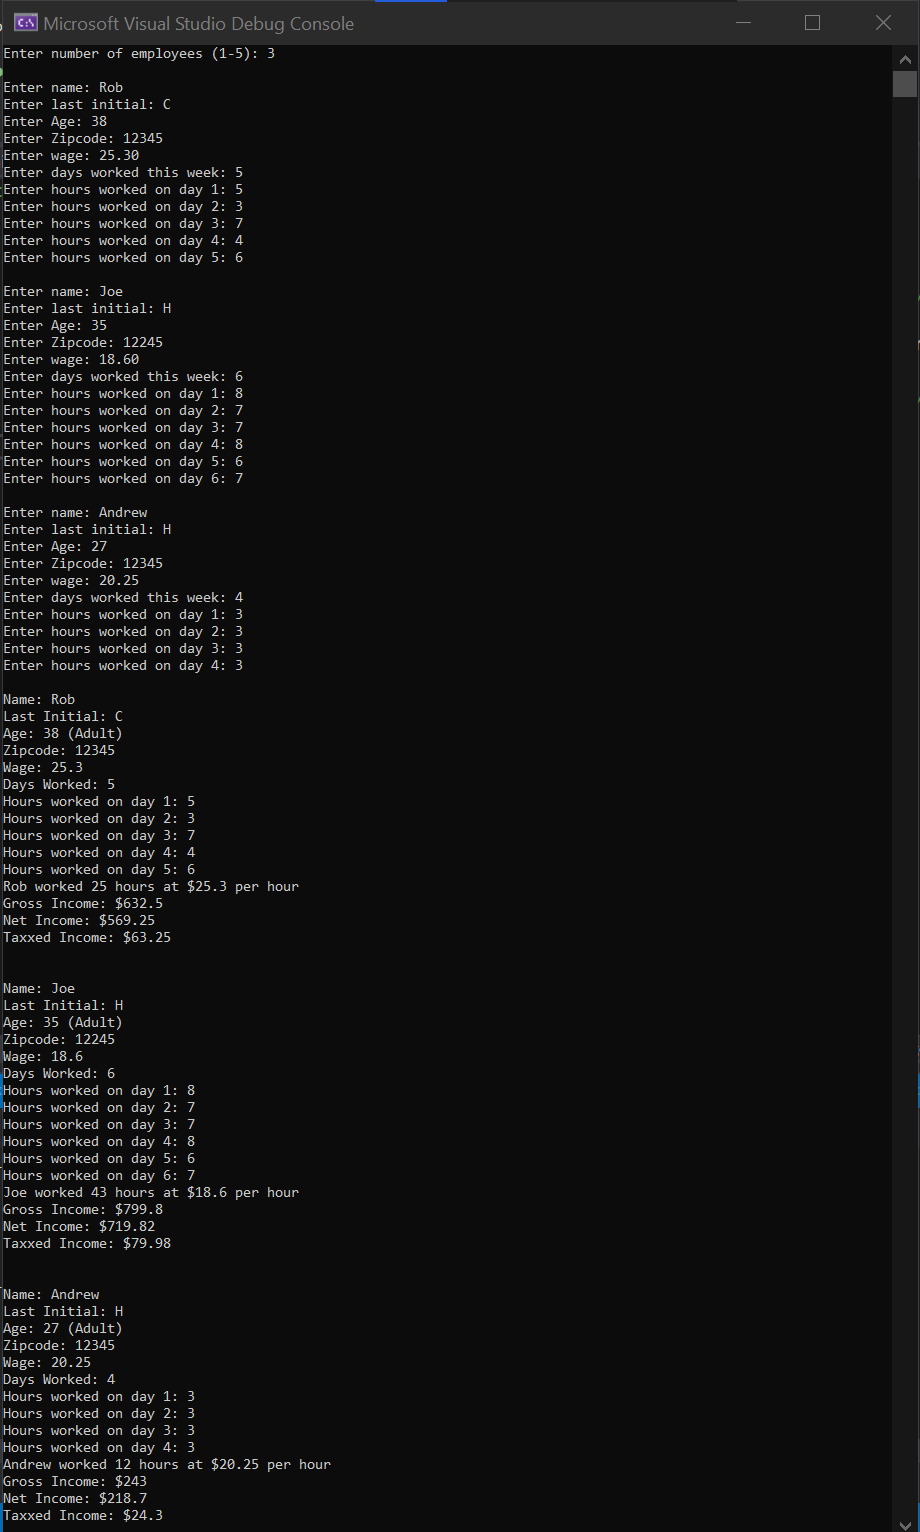 Microsoft Visual Studio Debug Console
Enter number of employees (1-5): 3
Enter name: Rob
Enter last initial: C
Enter Age: 38
Enter Zipcode: 12345
Enter wage: 25.30
Enter days worked this week: 5
Enter hours worked on day 1: 5
Enter hours worked on day 2: 3
Enter hours worked on day 3: 7
Enter hours worked on day 4: 4
Enter hours worked on day 5: 6
Enter name: Joe
Enter last initial: H
Enter Age: 35
Enter Zipcode: 12245
Enter wage: 18.60
Enter days worked this week: 6
Enter hours worked on day 1: 8
Enter hours worked on day 2: 7
Enter hours worked on day 3: 7
Enter hours worked on day 4: 8
Enter hours worked on day 5: 6
Enter hours worked on day 6: 7
Enter name: Andrew
Enter last initial: H
Enter Age: 27
Enter Zipcode: 12345
Enter wage: 20.25
Enter days worked this week: 4
Enter hours worked on day 1: 3
Enter hours worked on day 2: 3
Enter hours worked on day 3: 3
Enter hours worked on day 4: 3
Name: Rob
Last Initial: C
Age: 38 (Adult)
Zipcode: 12345
Wage: 25.3
Days Worked: 5
Hours worked on day 1: 5
Hours worked on day 2: 3
Hours worked on day 3: 7
Hours worked on day 4: 4
Hours worked on day 5: 6
Rob worked 25 hours at $25.3 per hour
Gross Income: $632.5
Net Income: $569.25
Taxxed Income: $63.25
Name: Joe
Last Initial: H
Age: 35 (Adult)
Zipcode: 12245
Wage: 18.6
Days Worked: 6
Hours worked on day 1: 8
Hours worked on day 2: 7
Hours worked on day 3: 7
Hours worked on day 4: 8
Hours worked on day 5: 6
Hours worked on day 6: 7
Joe worked 43 hours at $18.6 per hour
Gross Income: $799.8
Net Income: $719.82
Taxxed Income: $79.98
Name: Andrew
Last Initial: H
Age: 27 (Adult)
Zipcode: 12345
Wage: 20.25
Days Worked: 4
Hours worked on day 1: 3
Hours worked on day 2: 3
Hours worked on day 3: 3
Hours worked on day 4: 3
Andrew worked 12 hours at $20.25 per hour
Gross Income: $243
Net Income: $218.7
Taxxed Income: $24.3